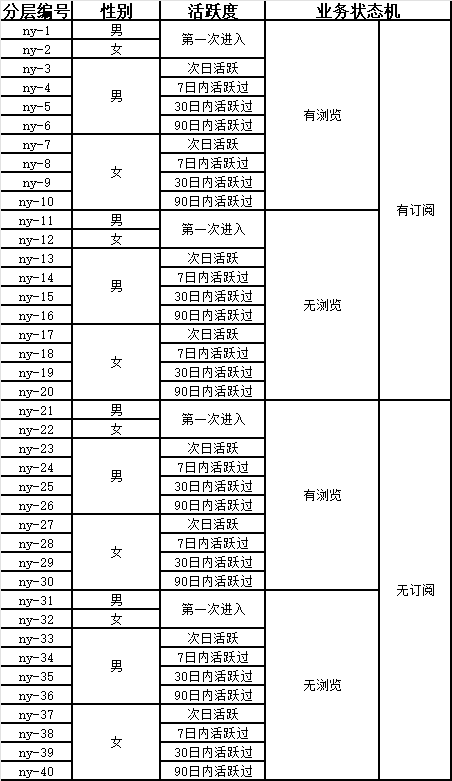 分层编号 性别 活跃度 业务状态机
ny-1 男 第一次进入 有浏览 有订阅
ny-2 女
ny-3 男 次日活跃
ny-4 7日内活跃过
ny-5 30日内活跃过
ny-6 90日内活跃过
ny-7 女 次日活跃
ny-8 7日内活跃过
ny-9 30日内活跃过
ny-10 90日内活跃过
ny-11 男 第一次进入 无浏览
ny-12 女
ny-13 男 次日活跃
ny-14 7日内活跃过
ny-15 30日内活跃过
ny-16 90日内活跃过
ny-17 女 次日活跃
ny-18 7日内活跃过
ny-19 30日内活跃过
ny-20 90日内活跃过
ny-21 男 第一次进入 有浏览 无订阅
ny-22 女
ny-23 男 次日活跃
ny-24 7日内活跃过
ny-25 30日内活跃过
ny-26 90日内活跃过
ny-27 女 次日活跃
ny-28 7日内活跃过
ny-29 30日内活跃过
ny-30 90日内活跃过
ny-31 男 第一次进入 无浏览
ny-32 女
ny-33 男 次日活跃
ny-34 7日内活跃过
ny-35 30日内活跃过
ny-36 90日内活跃过
ny-37 女 次日活跃
ny-38 7日内活跃过
ny-39 30日内活跃过
ny-40 90日内活跃过